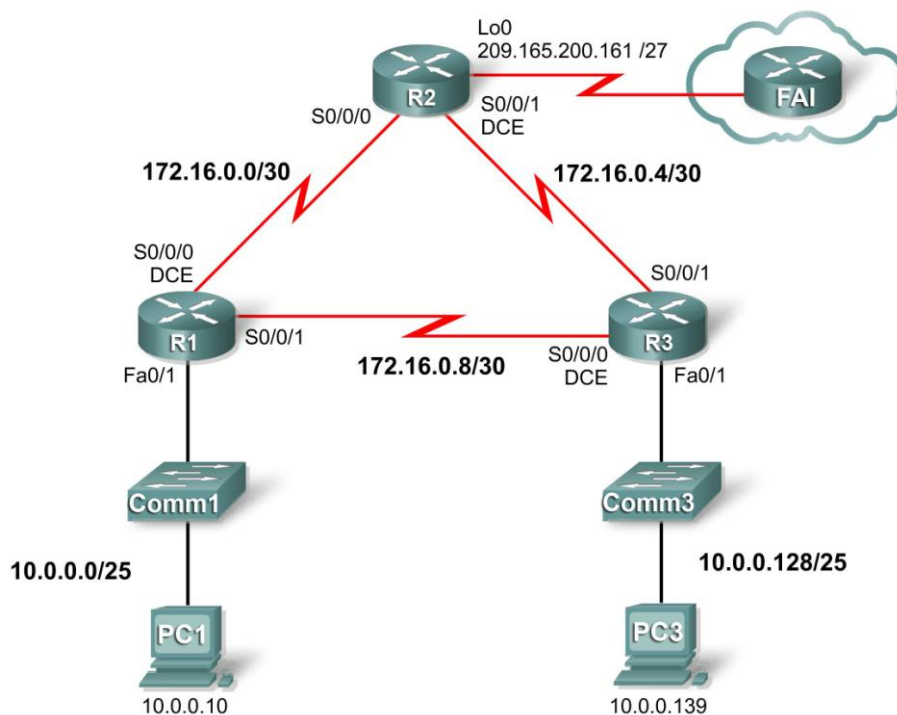 Lo0
209.165.200.161 /27
R2
FAI
S0/0/0
S0/0/1
DCE
172.16.0.0/30
172.16.0.4/30
S0/0/0
DCE
S0/0/1
R1
S0/0/1
R3
172.16.0.8/30
S0/0/0
DCE
Fa0/1
Fa0/1
Comm1
Comm3
10.0.0.0/25
10.0.0.128/25
PC1
PC3
10.0.0.10
10.0.0.139